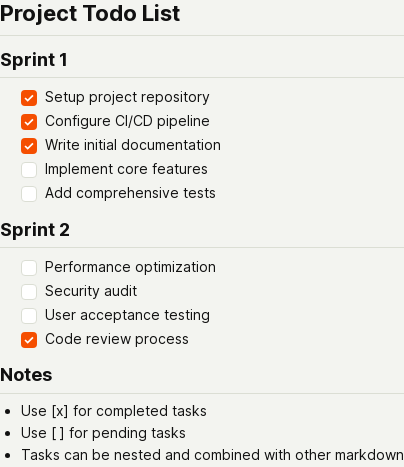 Project Todo List
Sprint 1
Setup project repository
Configure CI/CD pipeline
Write initial documentation
Implement core features
Add comprehensive tests
Sprint 2
Performance optimization
Security audit
User acceptance testing
Code review process
Notes
Use [x] for completed tasks
Use [ ] for pending tasks
Tasks can be nested and combined with other markdown